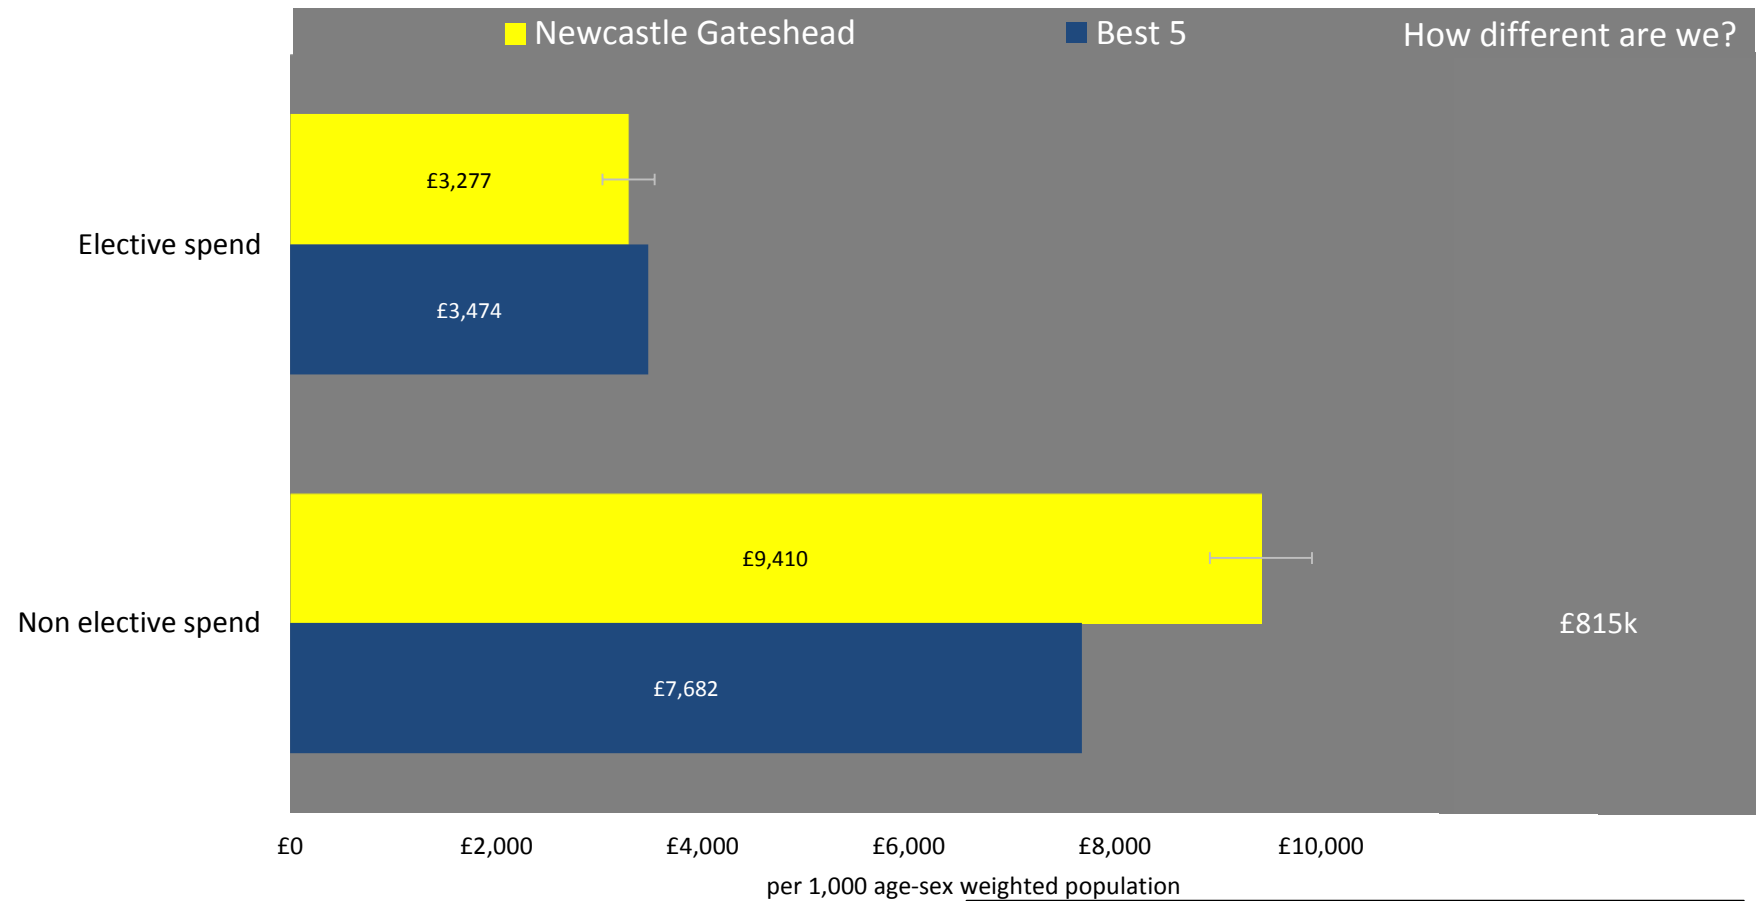 Newcastle Gateshead Best 5 How different are we?
£3,277
Elective spend
£3,474
£9,410
Non elective spend £815k
£7,682
£0 £2,000 £4,000 £6,000 £8,000 £10,000
per 1,000 age-sex weighted population